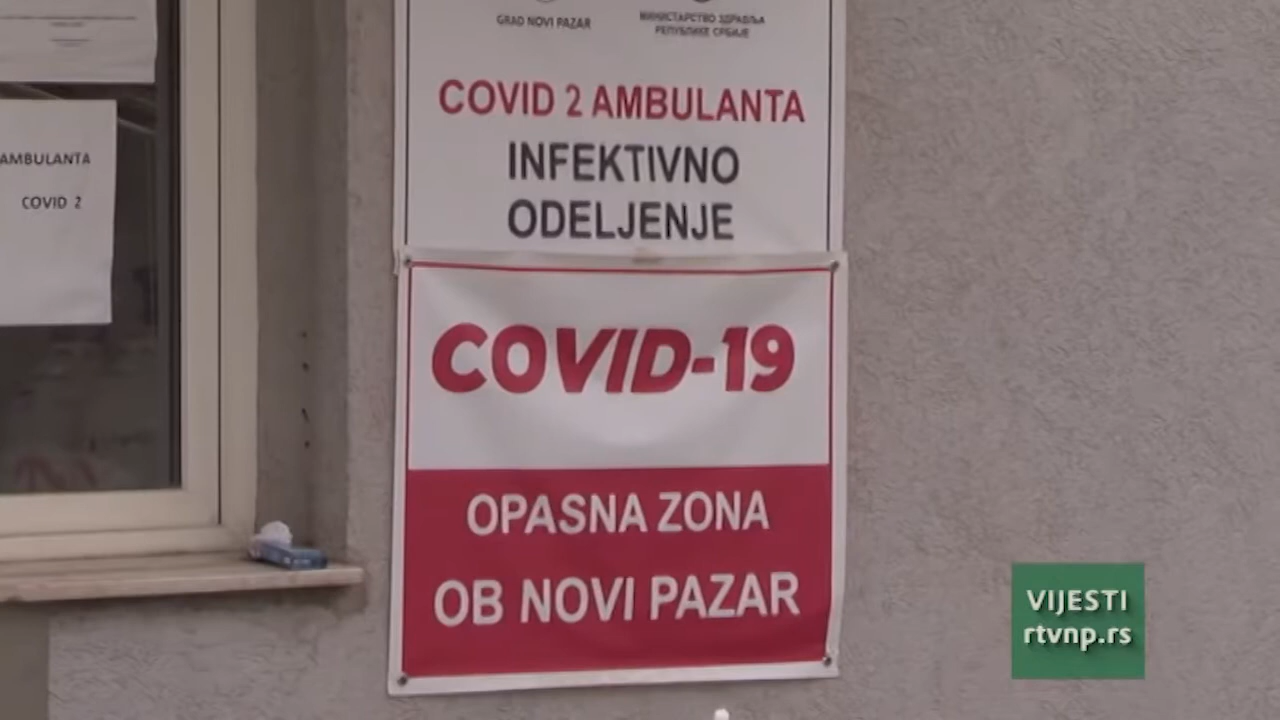 GRAD NOVI PAZAR
МИНИСТАРСТВО ЗДРАВЉА
РЕПУБЛИКЕ СРБИЈЕ
COVID 2 AMBULANTA
INFEKTIVNO
ODELJENJE
AMBULANTA
COVID 2
COVID-19
OPASNA ZONA
OB NOVI PAZAR
VIJESTI
rtvnp.rs